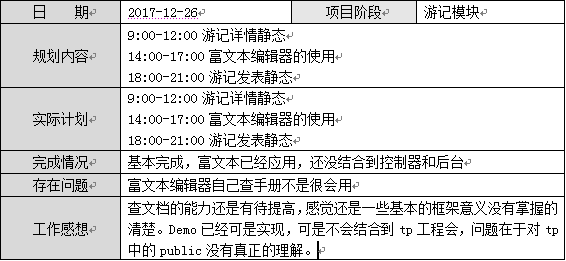 日 期 2017-12-26 项目阶段 游记模块
规划内容
9:00-12:00 游记详情静态
14:00-17:00 富文本编辑器的使用
18:00-21:00 游记发表静态
实际计划
9:00-12:00 游记详情静态
14:00-17:00 富文本编辑器的使用
18:00-21:00 游记发表静态
完成情况 基本完成，富文本已经应用，还没结合到控制器和后台
存在问题 富文本编辑器自己查手册不是很会用
工作感想
查文档的能力还是有待提高,感觉还是一些基本的框架意义没有掌握的
清楚。Demo 已经可是实现，可是不会结合到 tp 工程会，问题在于对 tp
中的 public 没有真正的理解。